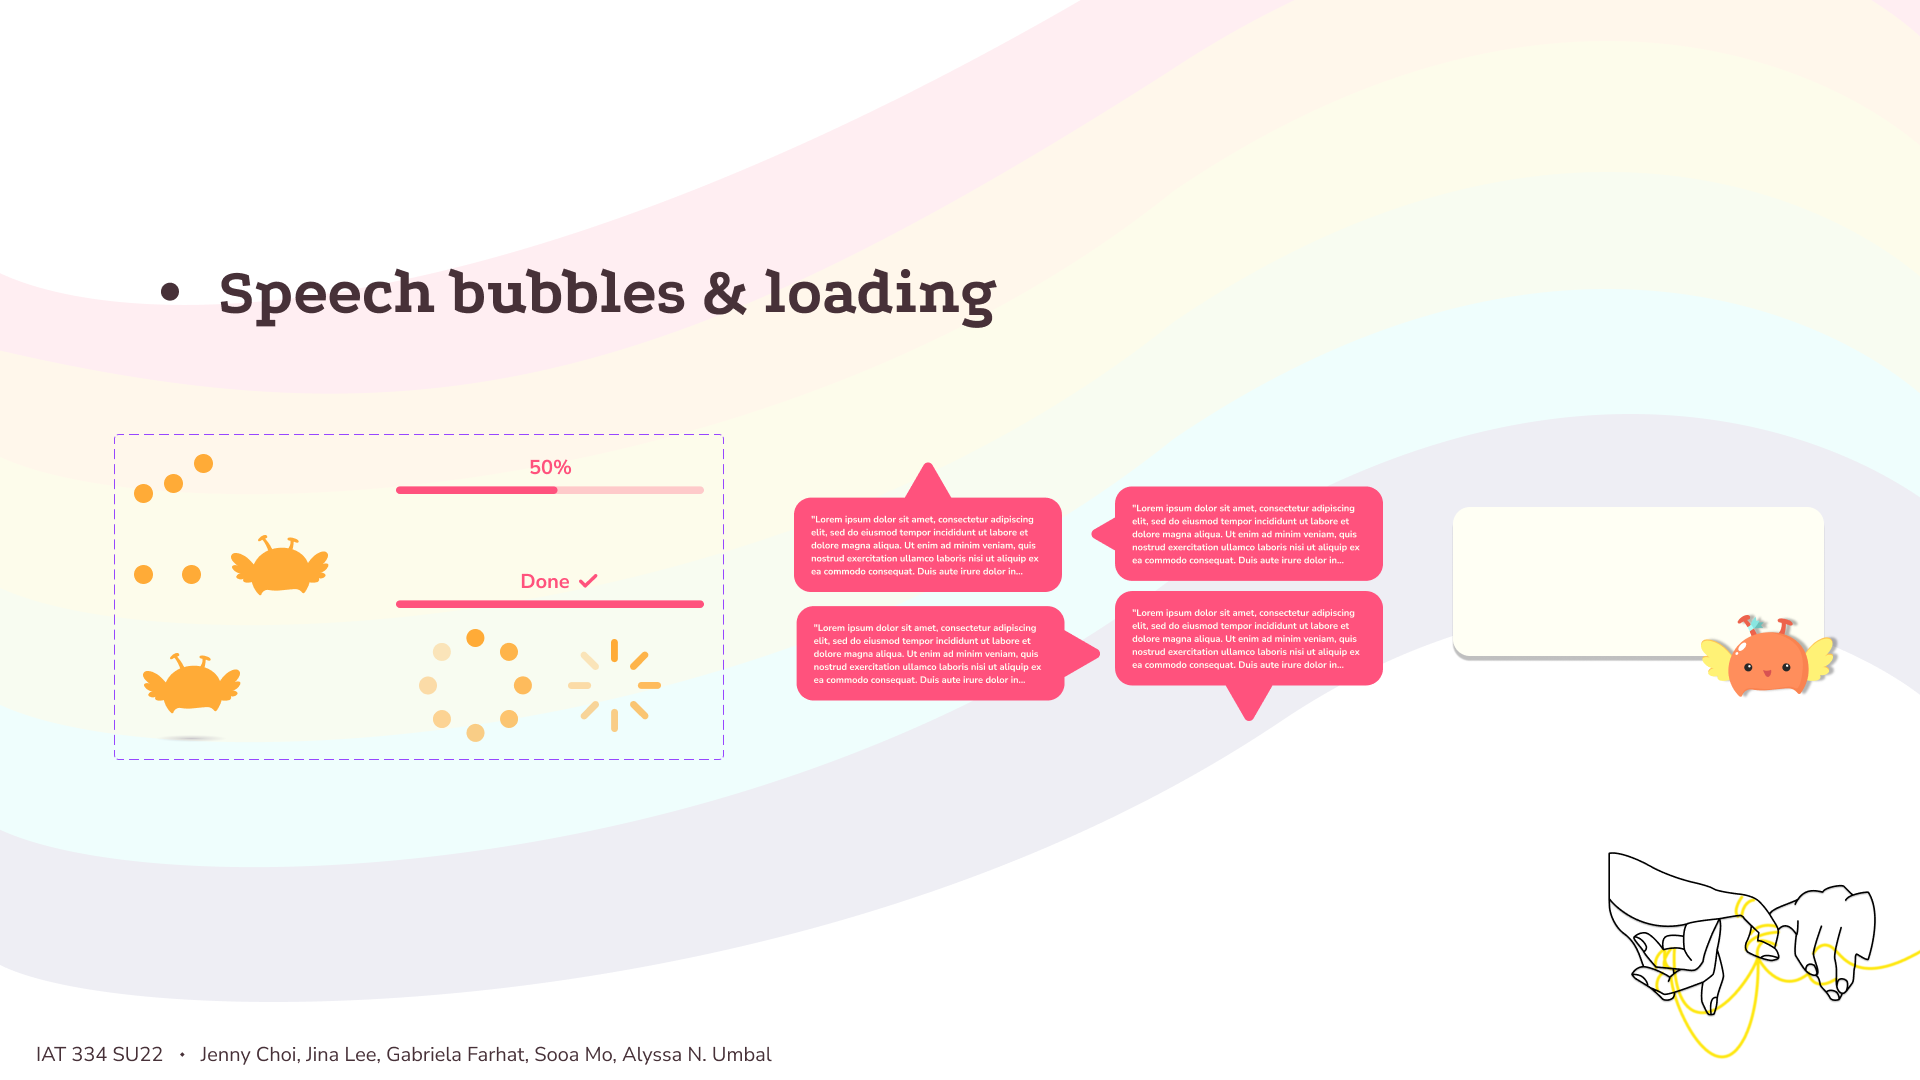 • Speech bubbles & loading
50%
Done
"Lorem ipsum dolor sit amet, consectetur adipiscing
elit, sed do eiusmod tempor incididunt ut labore et
dolore magna aliqua. Ut enim ad minim veniam, quis
nostrud exercitation ullamco laboris nisi ut aliquip ex
ea commodo consequat. Duis aute irure dolor in...
"Lorem ipsum dolor sit amet, consectetur adipiscing
elit, sed do eiusmod tempor incididunt ut labore et
dolore magna aliqua. Ut enim ad minim veniam, quis
nostrud exercitation ullamco laboris nisi ut aliquip ex
ea commodo consequat. Duis aute irure dolor in...
"Lorem ipsum dolor sit amet, consectetur adipiscing
elit, sed do eiusmod tempor incididunt ut labore et
dolore magna aliqua. Ut enim ad minim veniam, quis
nostrud exercitation ullamco laboris nisi ut aliquip ex
ea commodo consequat. Duis aute irure dolor in...
"Lorem ipsum dolor sit amet, consectetur adipiscing
elit, sed do eiusmod tempor incididunt ut labore et
dolore magna aliqua. Ut enim ad minim veniam, quis
nostrud exercitation ullamco laboris nisi ut aliquip ex
ea commodo consequat. Duis aute irure dolor in...
IAT 334 SU22 • Jenny Choi, Jina Lee, Gabriela Farhat, Sooa Mo, Alyssa N. Umbal